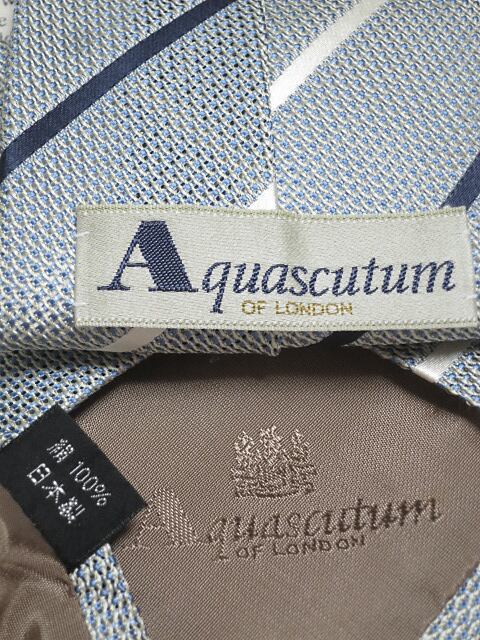 Aquascutum
OF LONDON
絹 100%
日本製
Aquascutum
OF LONDON